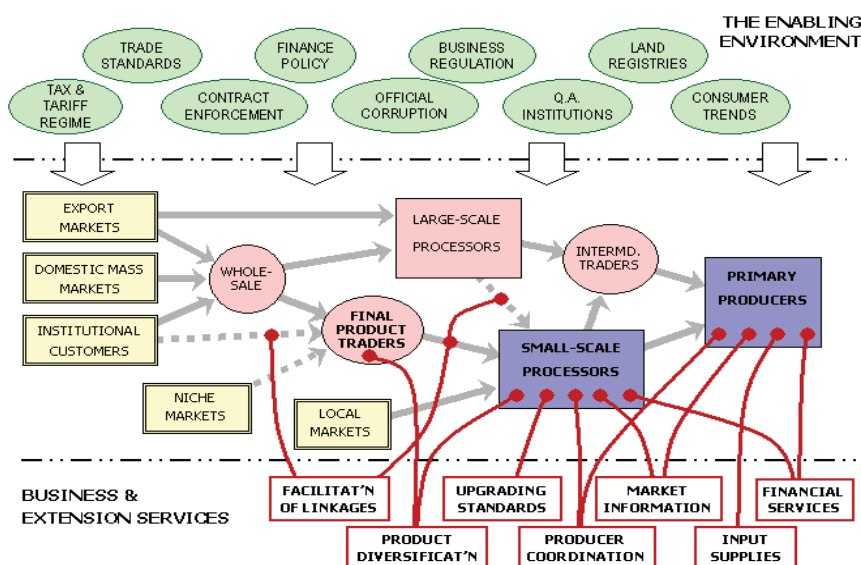 THE ENABLING
ENVIRONMENT
TRADE
STANDARDS
FINANCE
POLICY
BUSINESS
REGULATION
LAND
REGISTRIES
TAX &
TARIFF
REGIME
CONTRACT
ENFORCEMENT
OFFICIAL
CORRUPTION
Q.A.
INSTITUTIONS
CONSUMER
TRENDS
EXPORT
MARKETS
DOMESTIC MASS
MARKETS
INSTITUTIONAL
CUSTOMERS
NICHE
MARKETS
LOCAL
MARKETS
WHOLE-
SALE
FINAL
PRODUCT
TRADERS
LARGE-SCALE
PROCESSORS
SMALL-SCALE
PROCESSORS
INTERMD.
TRADERS
PRIMARY
PRODUCERS
BUSINESS &
EXTENSION SERVICES
FACILITAT'N
OF LINKAGES
PRODUCT
DIVERSIFICAT'N
UPGRADING
STANDARDS
PRODUCER
COORDINATION
MARKET
INFORMATION
INPUT
SUPPLIES
FINANCIAL
SERVICES